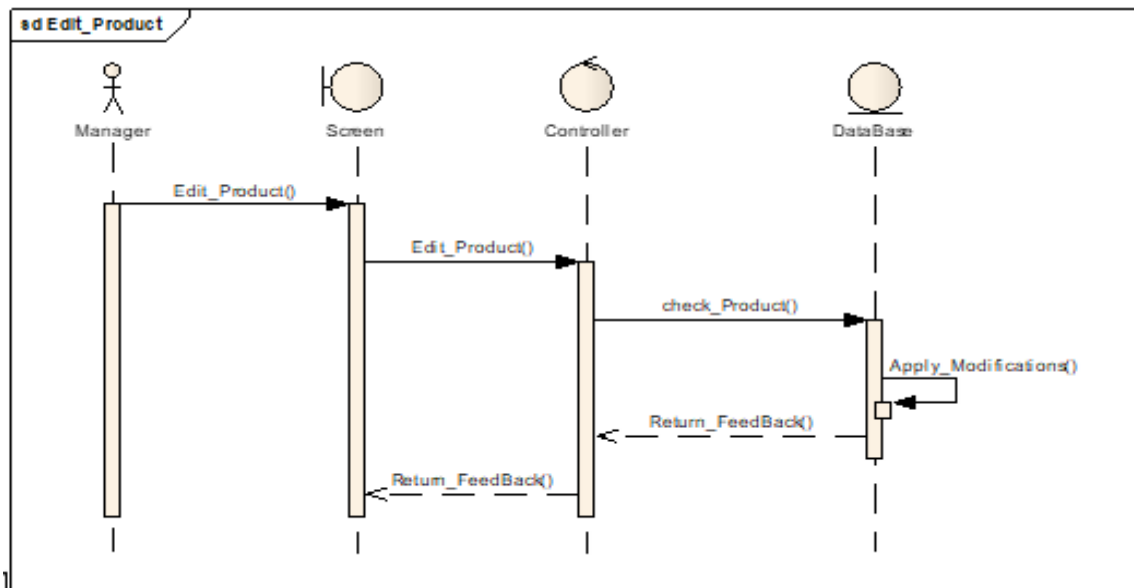 sd Edit_Product
Manager
Screen
Controller
DataBase
Edit_Product()
Edit_Product()
check_Product()
Apply_Modifications()
Return_FeedBack()
Return_FeedBack()